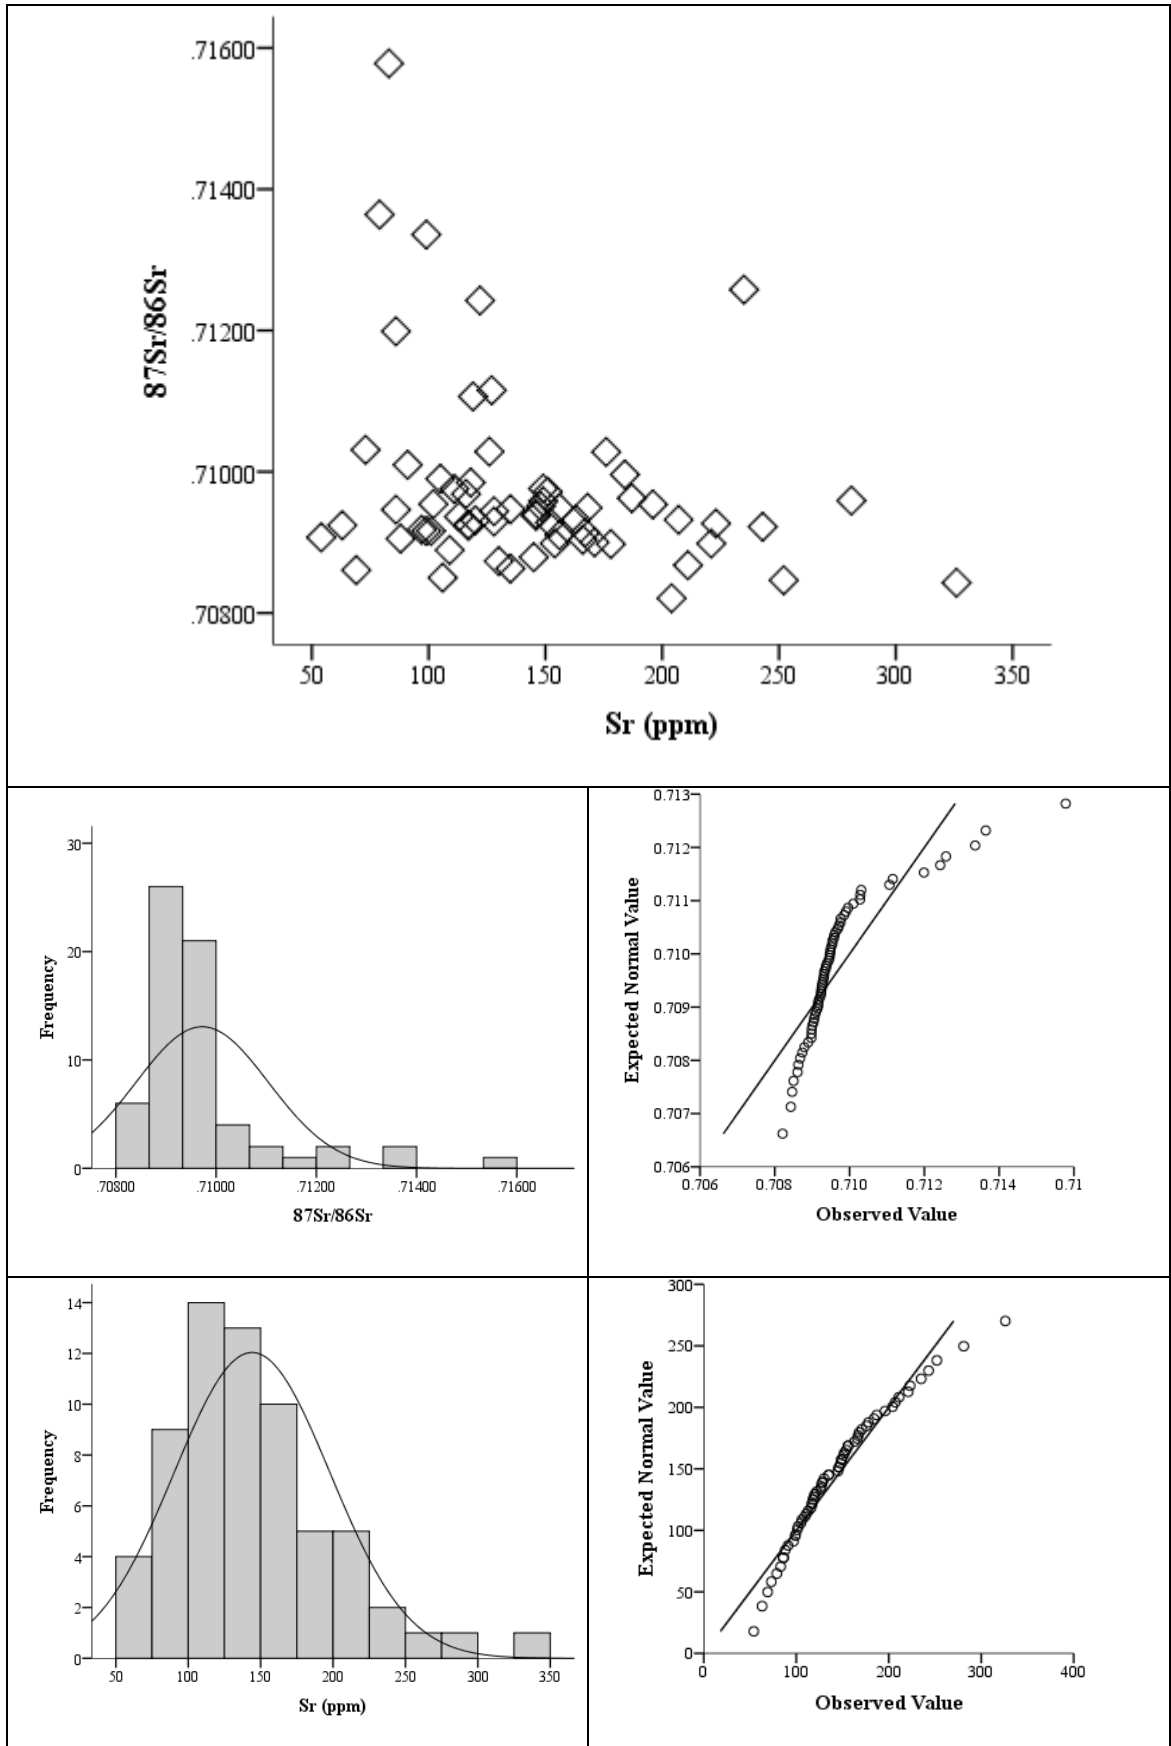 .71600
.71400
.71200
.71000
.70800
87Sr/86Sr
50 100 150 200 250 300 350
Sr (ppm)
30
20
10
0
Frequency
.70800 .71000 .71200 .71400 .71600
87Sr/86Sr
0.713
0.712
0.711
0.710
0.709
0.708
0.707
0.706
Expected Normal Value
0.706 0.708 0.710 0.712 0.714 0.71
Observed Value
14
12
10
8
6
4
2
0
Frequency
50 100 150 200 250 300 350
Sr (ppm)
300
250
200
150
100
50
0
Expected Normal Value
0 100 200 300 400
Observed Value